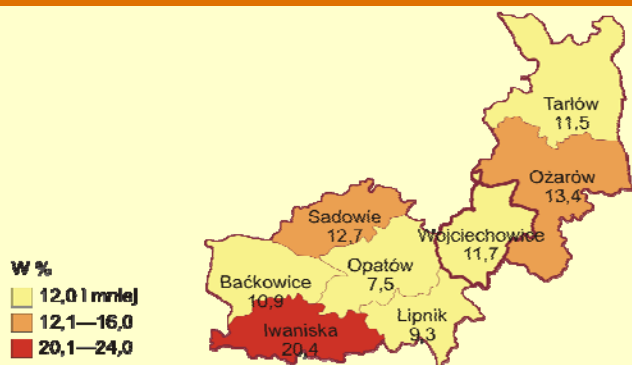 Tarłów
11,5
Ożarów
13,4
Sadowie
12,7
Wojciechowice
11,7
Opatów
7,5
Baćkowice
10,9
Lipnik
9,3
Iwaniska
20,4
W %
12,0 i mniej
12,1—16,0
20,1—24,0